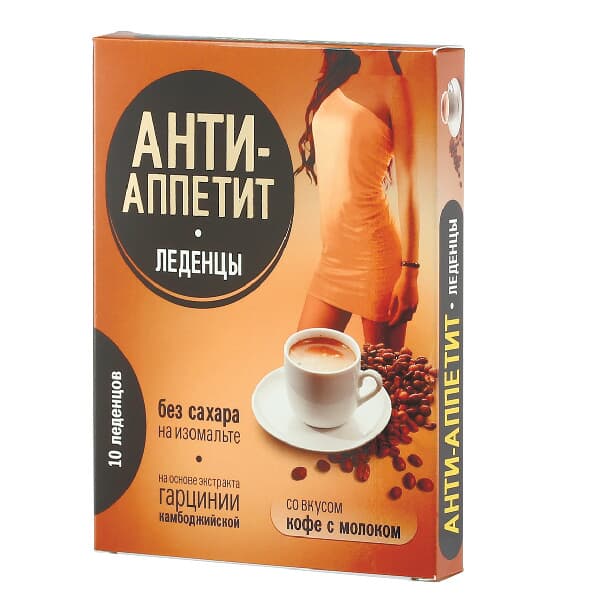 АНТИ-
АППЕТИТ
•
ЛЕДЕНЦЫ
10 леденцов
без сахара
на изомальте
•
на основе экстракта
гарцинии
камбоджийской
со вкусом
кофе с молоком
АНТИ-АППЕТИТ • ЛЕДЕНЦЫ